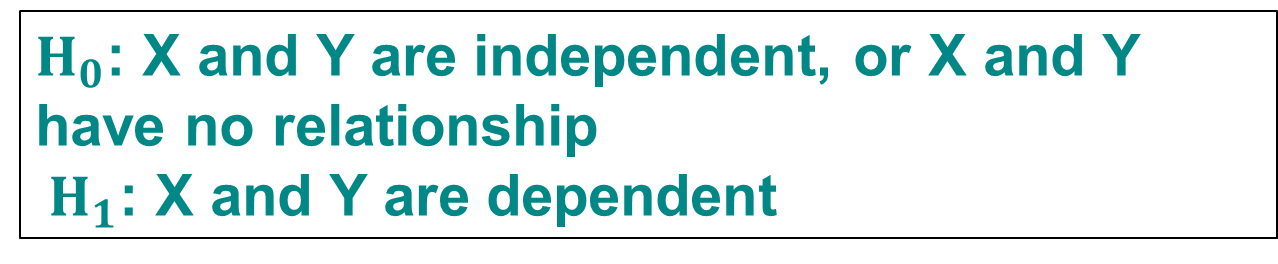 H₀: X and Y are independent, or X and Y
have no relationship
H₁: X and Y are dependent